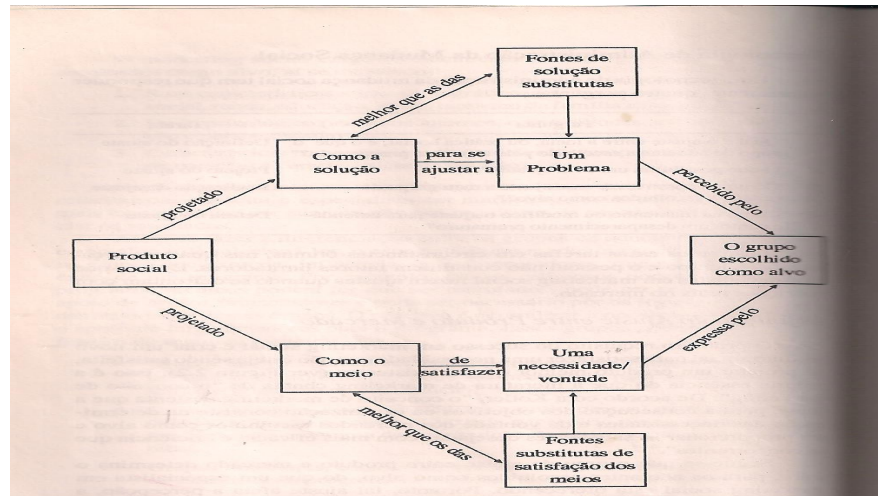 Fontes de
solução
substitutas
melhor que as das
Como a
solução
para se
ajustar a
Um
Problema
projetado
percebido pelo
Produto
social
O grupo
escolhido
como alvo
projetado
expressa pelo
Como o
meio
de
satisfazer
Uma
necessidade/
vontade
melhor que os das
Fontes
substitutas de
satisfação dos
meios